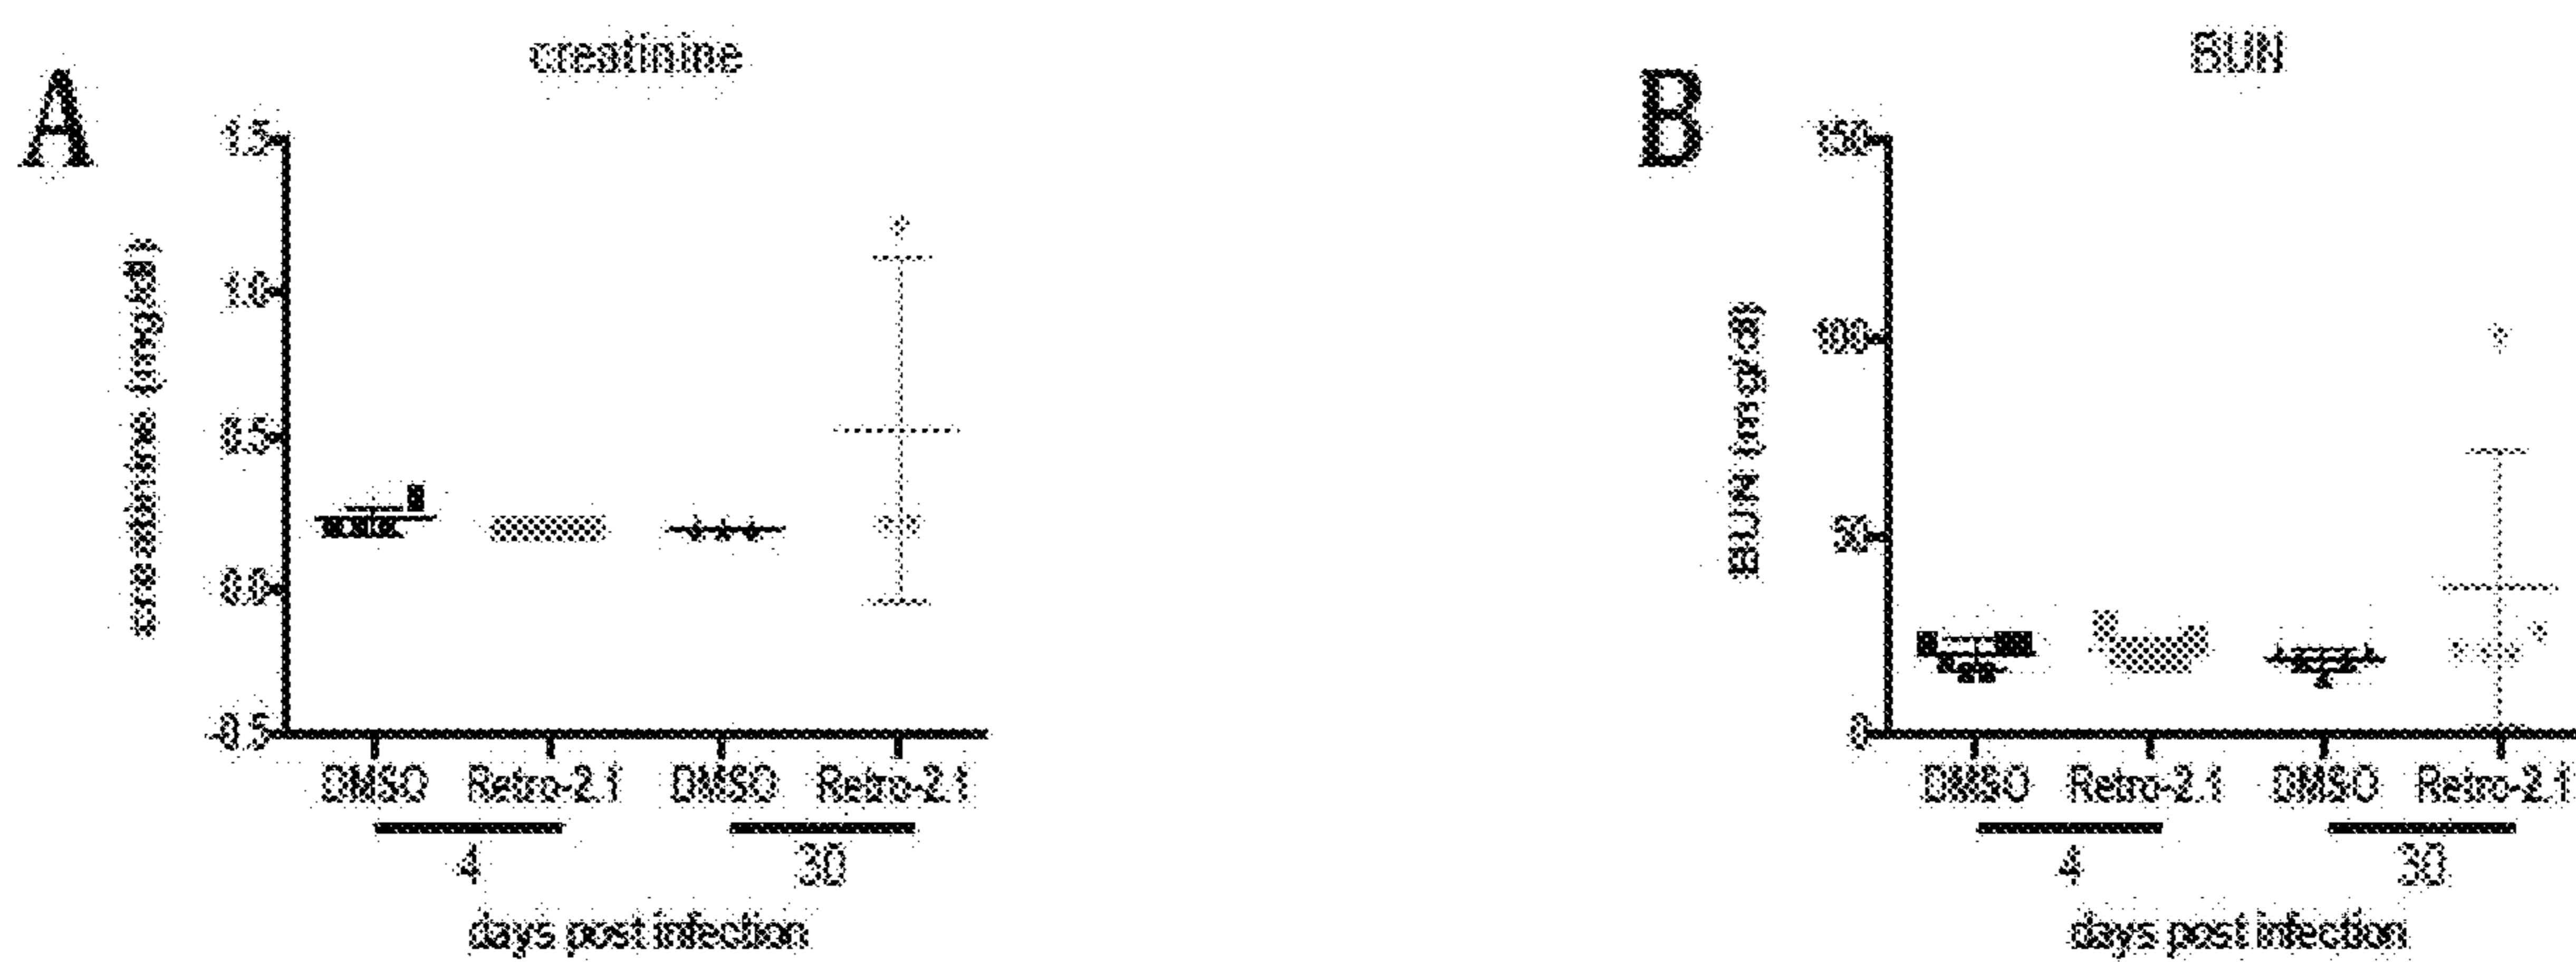 A
creatinine
creatinine (mg/dl)
1.5
1.0
0.5
0.0
-0.5
DMSO Retro-2.1 DMSO Retro-2.1
4 30
days post infection
B
BUN
BUN (mg/dl)
150
100
50
0
DMSO Retro-2.1 DMSO Retro-2.1
4 30
days post infection